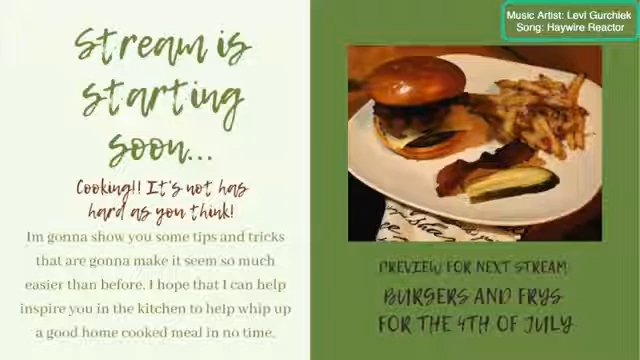 Stream is
starting
soon...
Cooking!! It's not has
hard as you think!
Im gonna show you some tips and tricks
that are gonna make it seem so much
easier than before. I hope that I can help
inspire you in the kitchen to help whip up
a good home cooked meal in no time.
Music Artist: Levi Gurchiek
Song: Haywire Reactor
PREVIEW FOR NEXT STREAM
BURGERS AND FRYS
FOR THE 4TH OF JULY